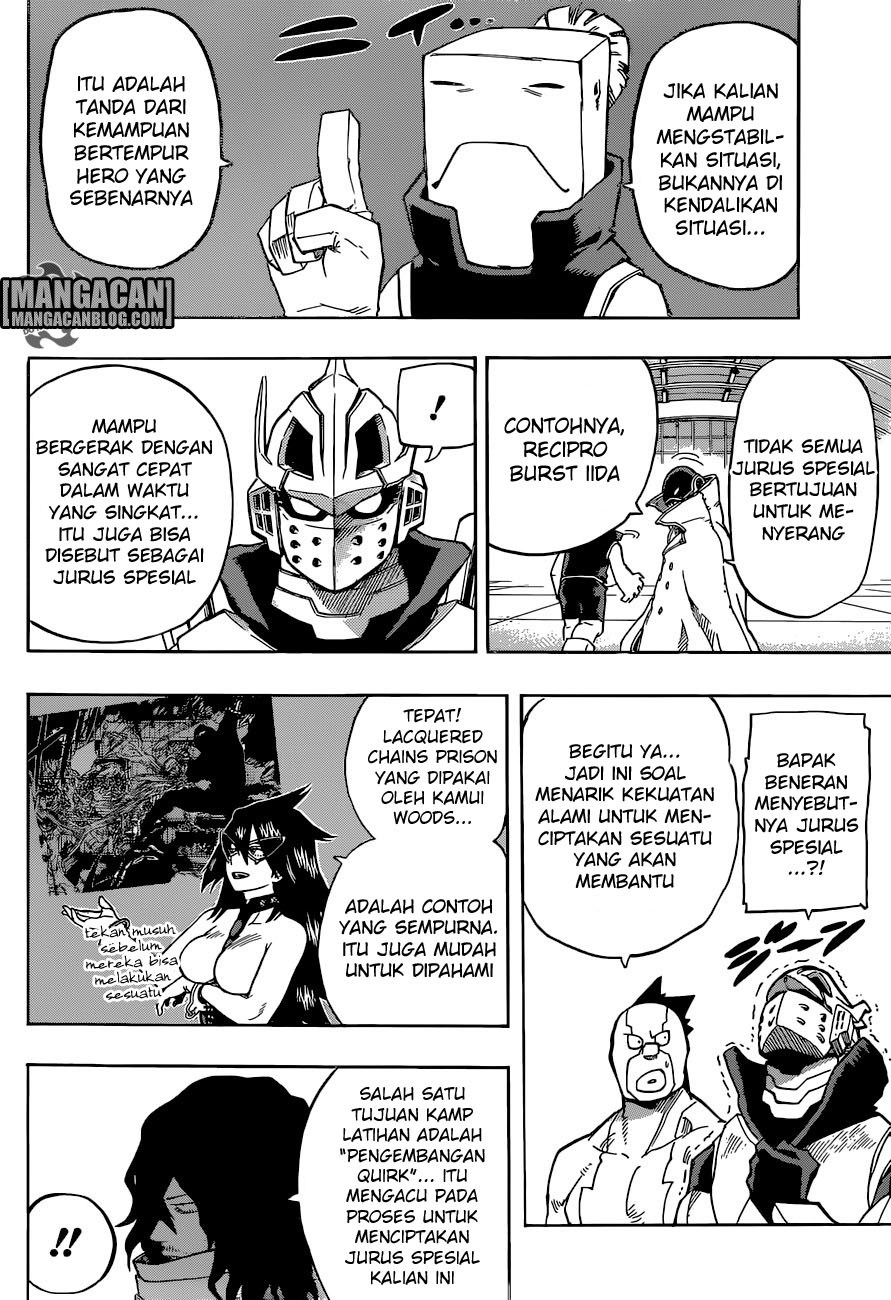 JIKA KALIAN
MAMPU
MENGSTABIL-
KAN SITUASI,
BUKANNYA DI
KENDALIKAN
SITUASI...
ニイ...
ITU ADALAH
TANDA DARI
KEMAMPUAN
BERTEMPUR
HERO YANG
SEBENARNYA
[MANGACAN]
MANGACANBLOG.COM
TIDAK SEMUA
JURUS SPESIAL
BERTUJUAN
UNTUK ME-
NYERANG
CONTOHNYA,
RECIPRO
BURST IIDA
!
MAMPU
BERGERAK DENGAN
SANGAT CEPAT
DALAM WAKTU
YANG SINGKAT...
ITU JUGA BISA
DISEBUT SEBAGAI
JURUS SPESIAL
BAPAK
BENERAN
MENYEBUT-
NYA JURUS
SPESIAL
...?!
BEGITU YA...
JADI INI SOAL
MENARIK KEKUATAN
ALAMI UNTUK MEN-
CIPTAKAN SESUATU
YANG AKAN
MEMBANTU
TEPAT!
LACQUERED
CHAINS PRISON
YANG DIPAKAI
OLEH KAMUI
WOODS...
ADALAH CONTOH
YANG SEMPURNA.
ITU JUGA MUDAH
UNTUK DIPAHAMI
tekan musuh
sebelum
mereka bisa
melakukan
sesuatu
SALAH SATU
TUJUAN KAMP
LATIHAN ADALAH
“PENGEMBANGAN
QUIRK”... ITU
MENGACU PADA
PROSES UNTUK
MENCIPTAKAN
JURUS SPESIAL
KALIAN INI
!!